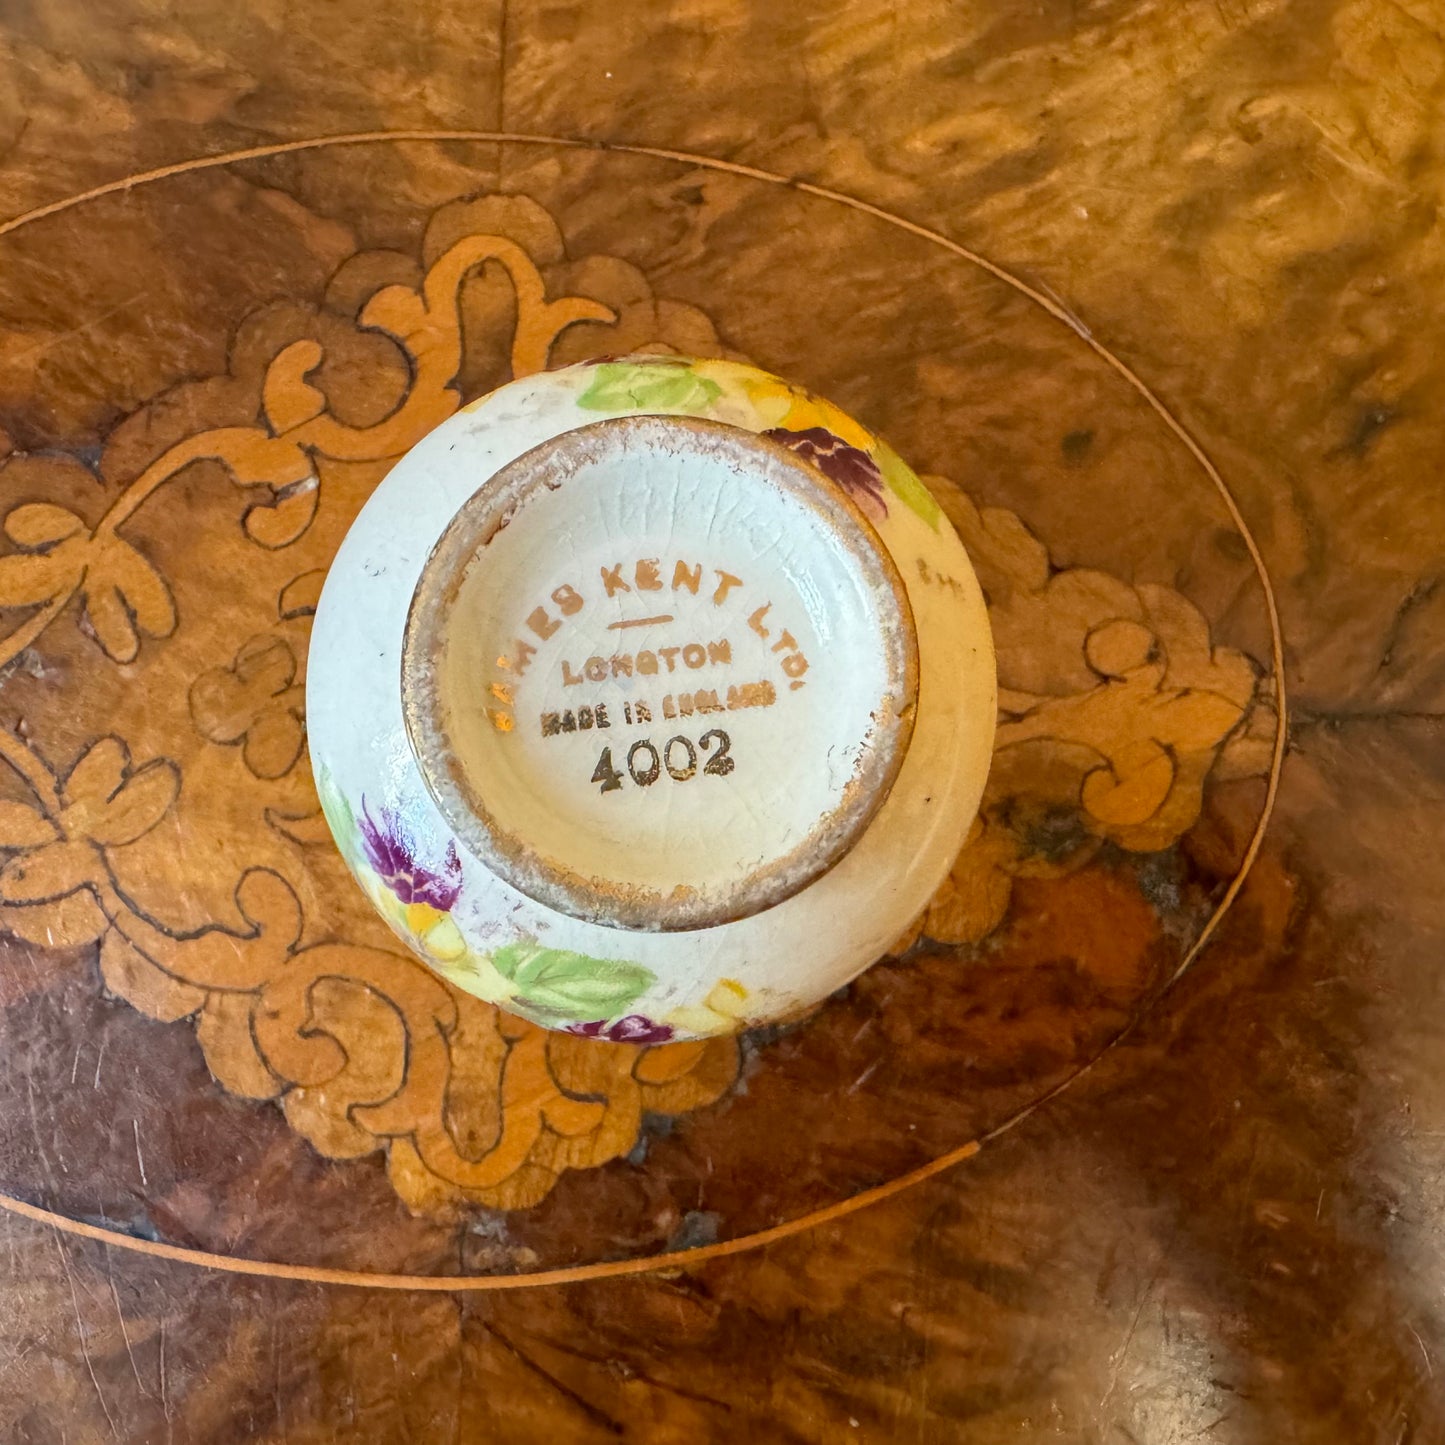 JAMES KENT LTD.
LONGTON
MADE IN ENGLAND
4002